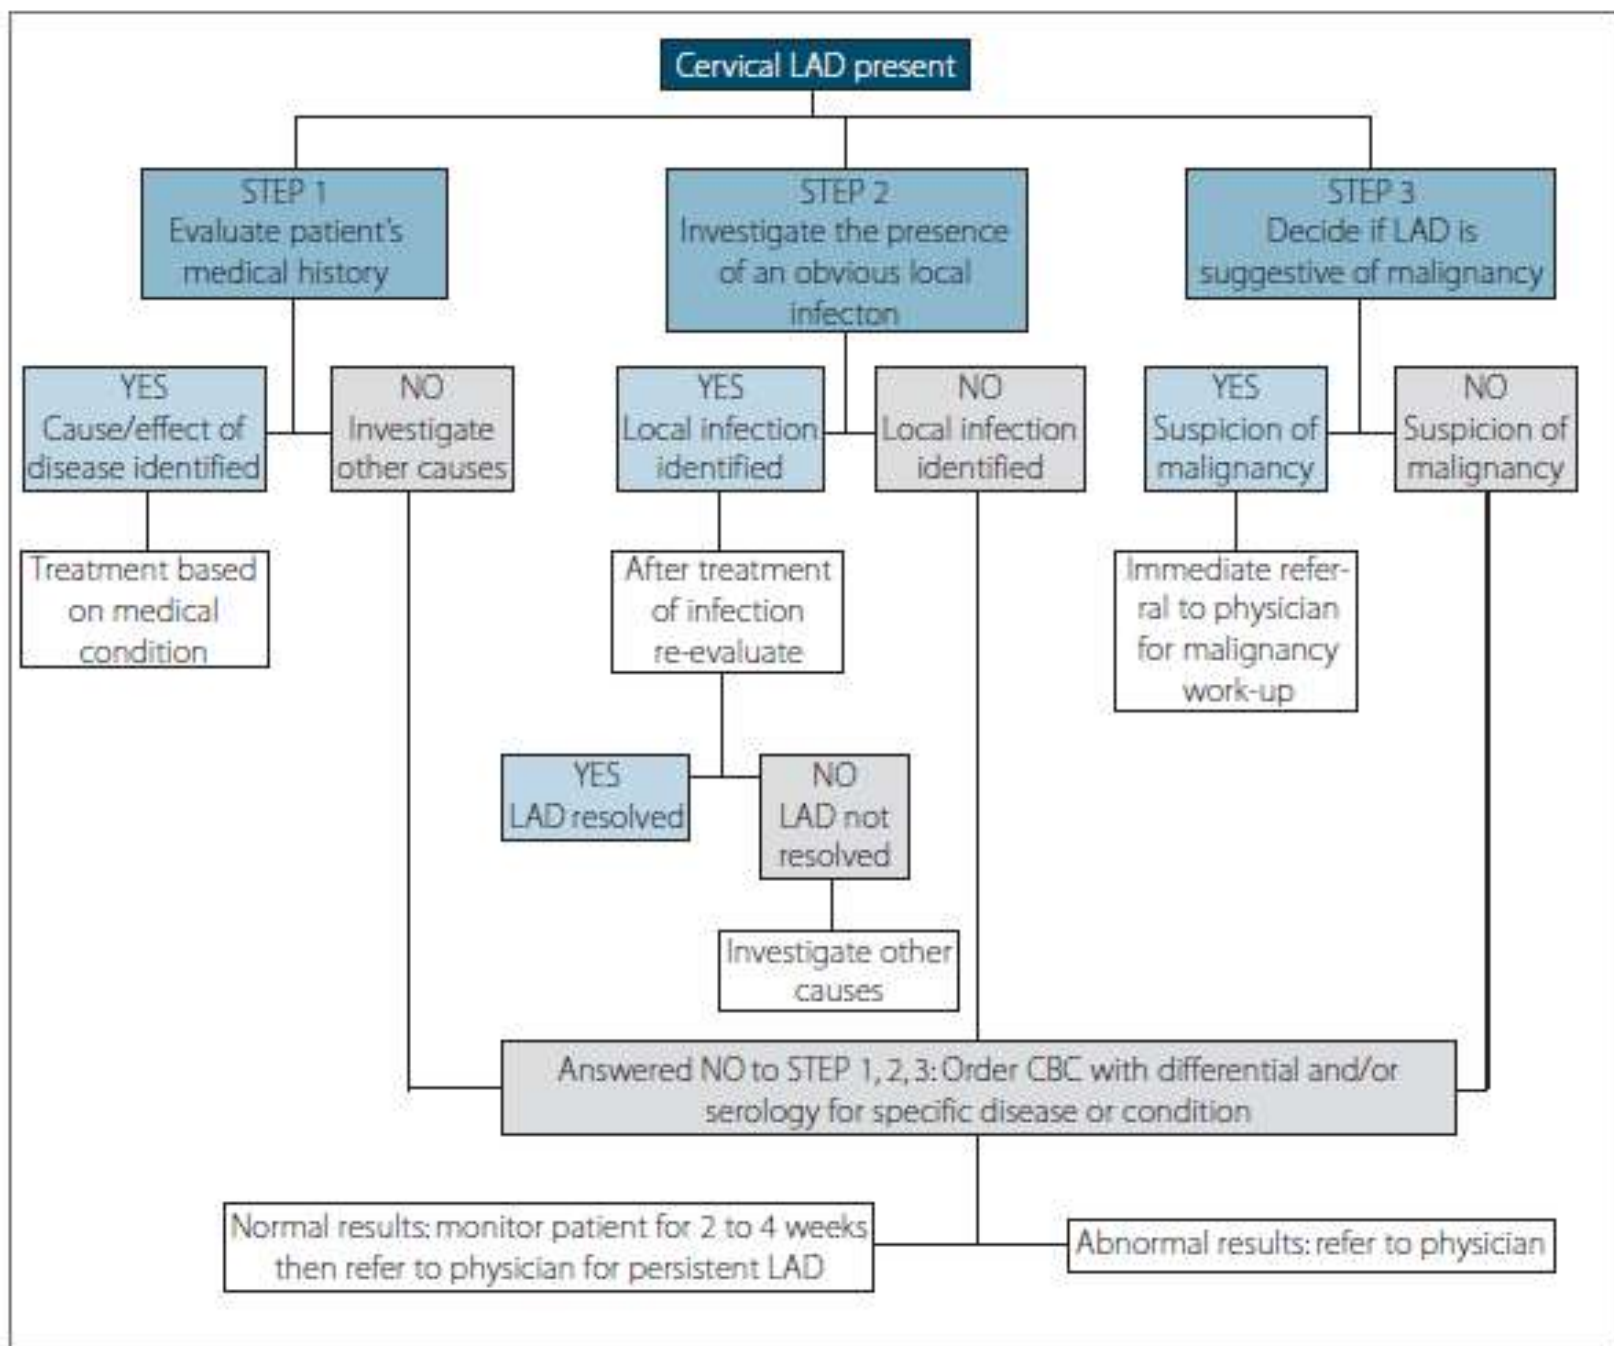 Cervical LAD present
STEP 1
Evaluate patient's
medical history
STEP 2
Investigate the presence
of an obvious local
infecton
STEP 3
Decide if LAD is
suggestive of malignancy
YES
Cause/effect of
disease identified
NO
Investigate
other causes
YES
Local infection
identified
NO
Local infection
identified
YES
Suspicion of
malignancy
NO
Suspicion of
malignancy
Treatment based
on medical
condition
After treatment
of infection
re-evaluate
Immediate refer-
ral to physician
for malignancy
work-up
YES
LAD resolved
NO
LAD not
resolved
Investigate other
causes
Answered NO to STEP 1, 2, 3: Order CBC with differential and/or
serology for specific disease or condition
Normal results: monitor patient for 2 to 4 weeks
then refer to physician for persistent LAD
Abnormal results: refer to physician